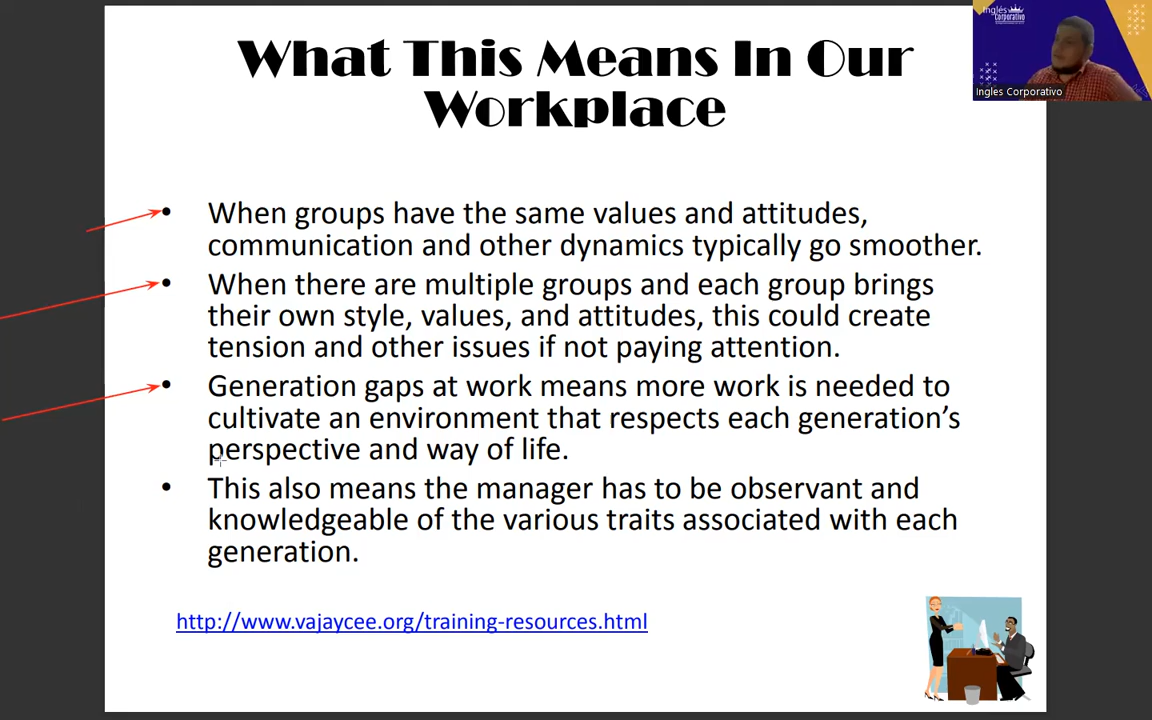 What This Means In Our
Workplace
Inglés
Corporativo
Ingles Corporativo
• When groups have the same values and attitudes,
communication and other dynamics typically go smoother.
• When there are multiple groups and each group brings
their own style, values, and attitudes, this could create
tension and other issues if not paying attention.
• Generation gaps at work means more work is needed to
cultivate an environment that respects each generation’s
perspective and way of life.
• This also means the manager has to be observant and
knowledgeable of the various traits associated with each
generation.
http://www.vajaycee.org/training-resources.html